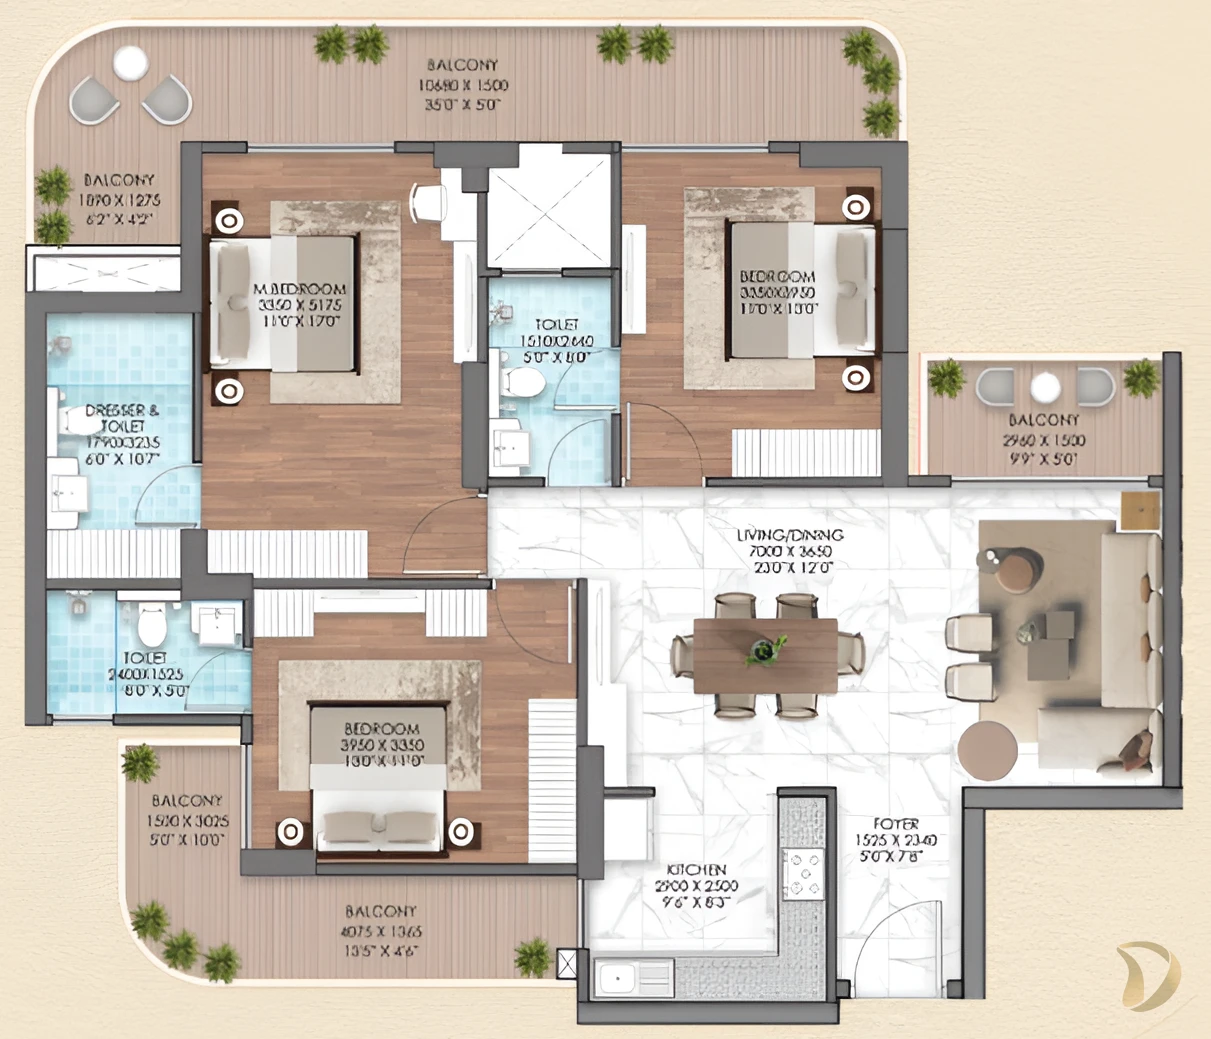 BALCONY
10680 X 1500
35'0" X 5'0"
BALCONY
1890 X 1275
6'2" X 4'2"
M.BEDROOM
3350 X 5175
11'0" X 17'0"
BEDROOM
3350X3950
11'0" X 13'0"
TOILET
1510X2440
5'0" X 8'0"
DRESSER &
TOILET
1790X3235
6'0" X 10'7"
BALCONY
2960 X 1500
9'9" X 5'0"
LIVING/DINING
7000 X 3650
23'0" X 12'0"
TOILET
2400X1525
8'0" X 5'0"
BEDROOM
3950 X 3350
13'0" X 11'0"
BALCONY
1500 X 3025
5'0" X 10'0"
FOYER
1525 X 2340
5'0" X 7'8"
KITCHEN
2900 X 2500
9'6" X 8'3"
BALCONY
4075 X 1365
13'5" X 4'6"